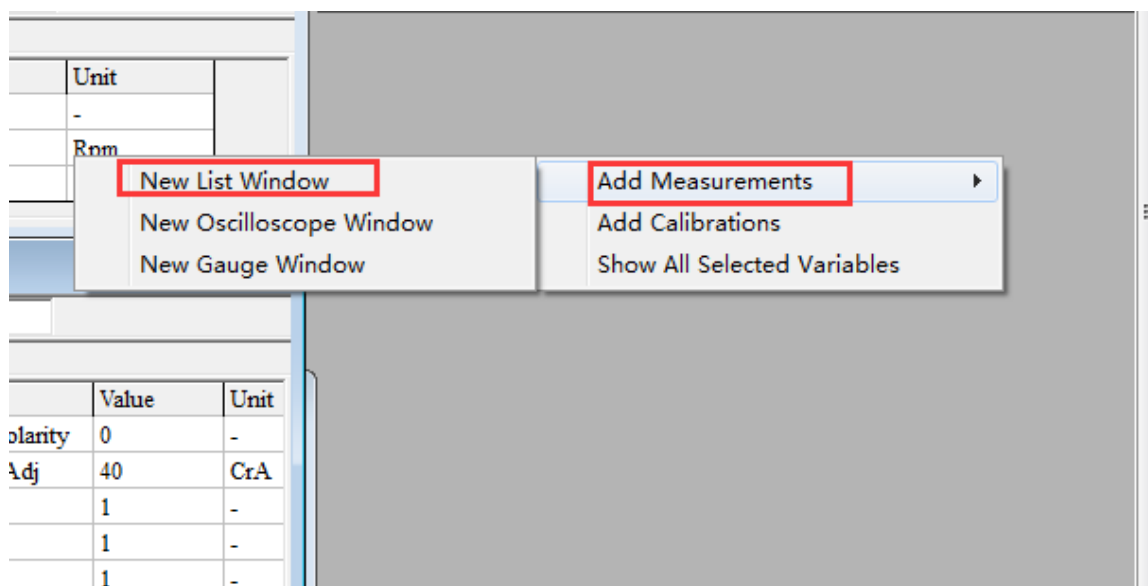 Unit
-
Rpm
New List Window
Add Measurements
New Oscilloscope Window
Add Calibrations
New Gauge Window
Show All Selected Variables
Value Unit
olarity 0 -
Adj 40 CrA
1 -
1 -
1 -